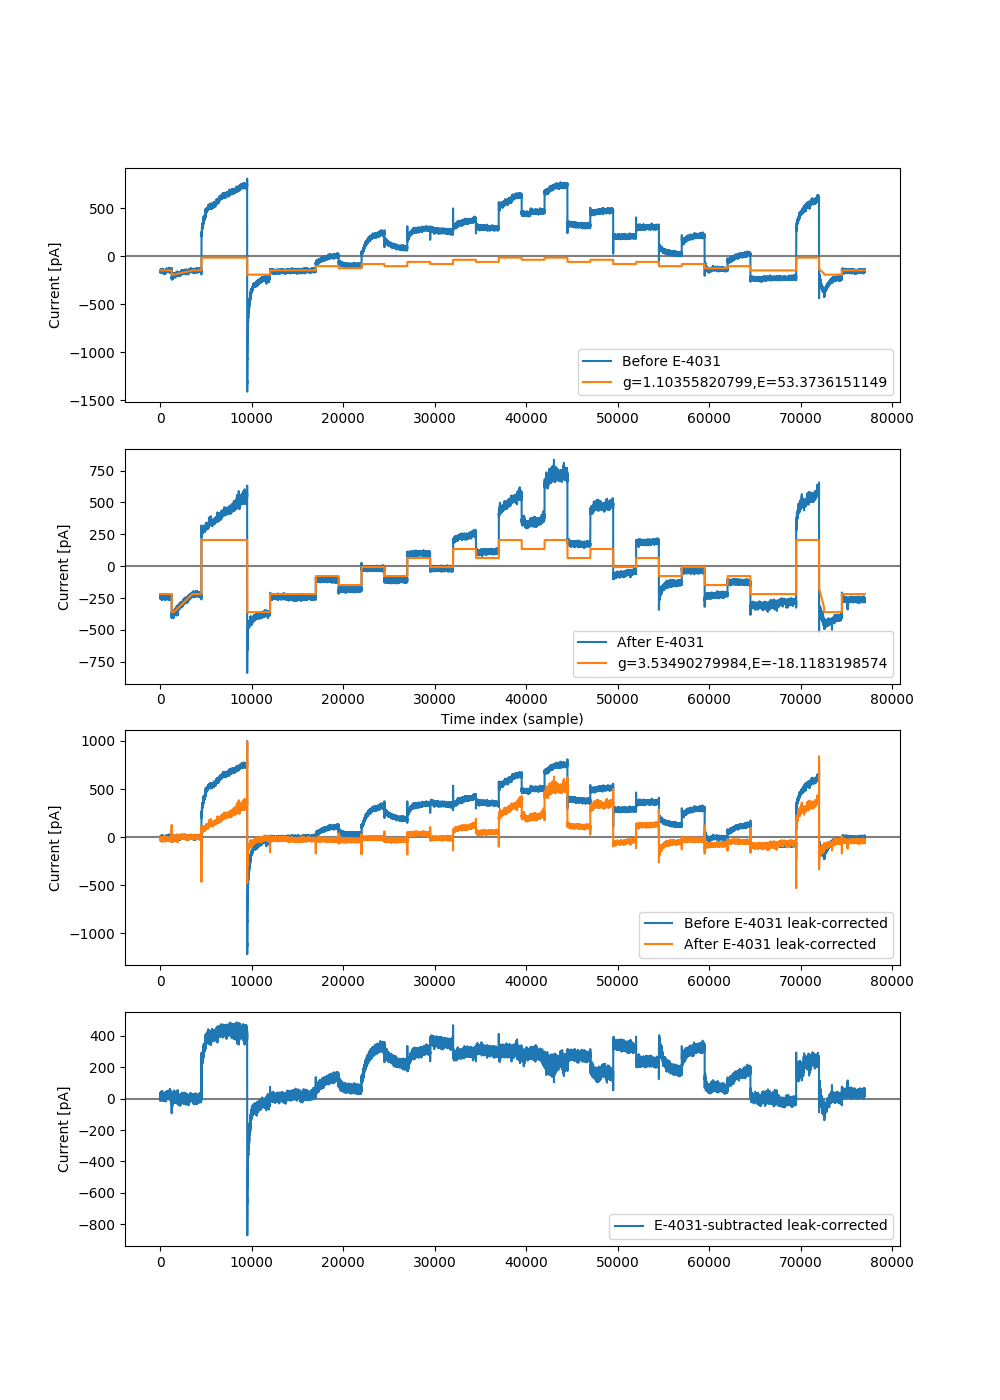 500
0
−500
−1000
−1500
Current [pA]
Before E-4031
g=1.10355820799,E=53.3736151149
0 10000 20000 30000 40000 50000 60000 70000 80000
750
500
250
0
−250
−500
−750
Current [pA]
After E-4031
g=3.53490279984,E=-18.1183198574
0 10000 20000 30000 40000 50000 60000 70000 80000
Time index (sample)
1000
500
0
−500
−1000
Current [pA]
Before E-4031 leak-corrected
After E-4031 leak-corrected
0 10000 20000 30000 40000 50000 60000 70000 80000
400
200
0
−200
−400
−600
−800
Current [pA]
E-4031-subtracted leak-corrected
0 10000 20000 30000 40000 50000 60000 70000 80000